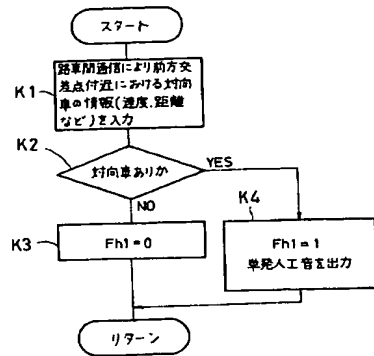 スタート
K1
路車間通信により前方交
差点付近における対向
車の情報(速度、距離
など)を入力
K2
対向車ありか
YES
NO
K3
Fh1=0
K4
Fh1=1
単発人工音を出力
リターン